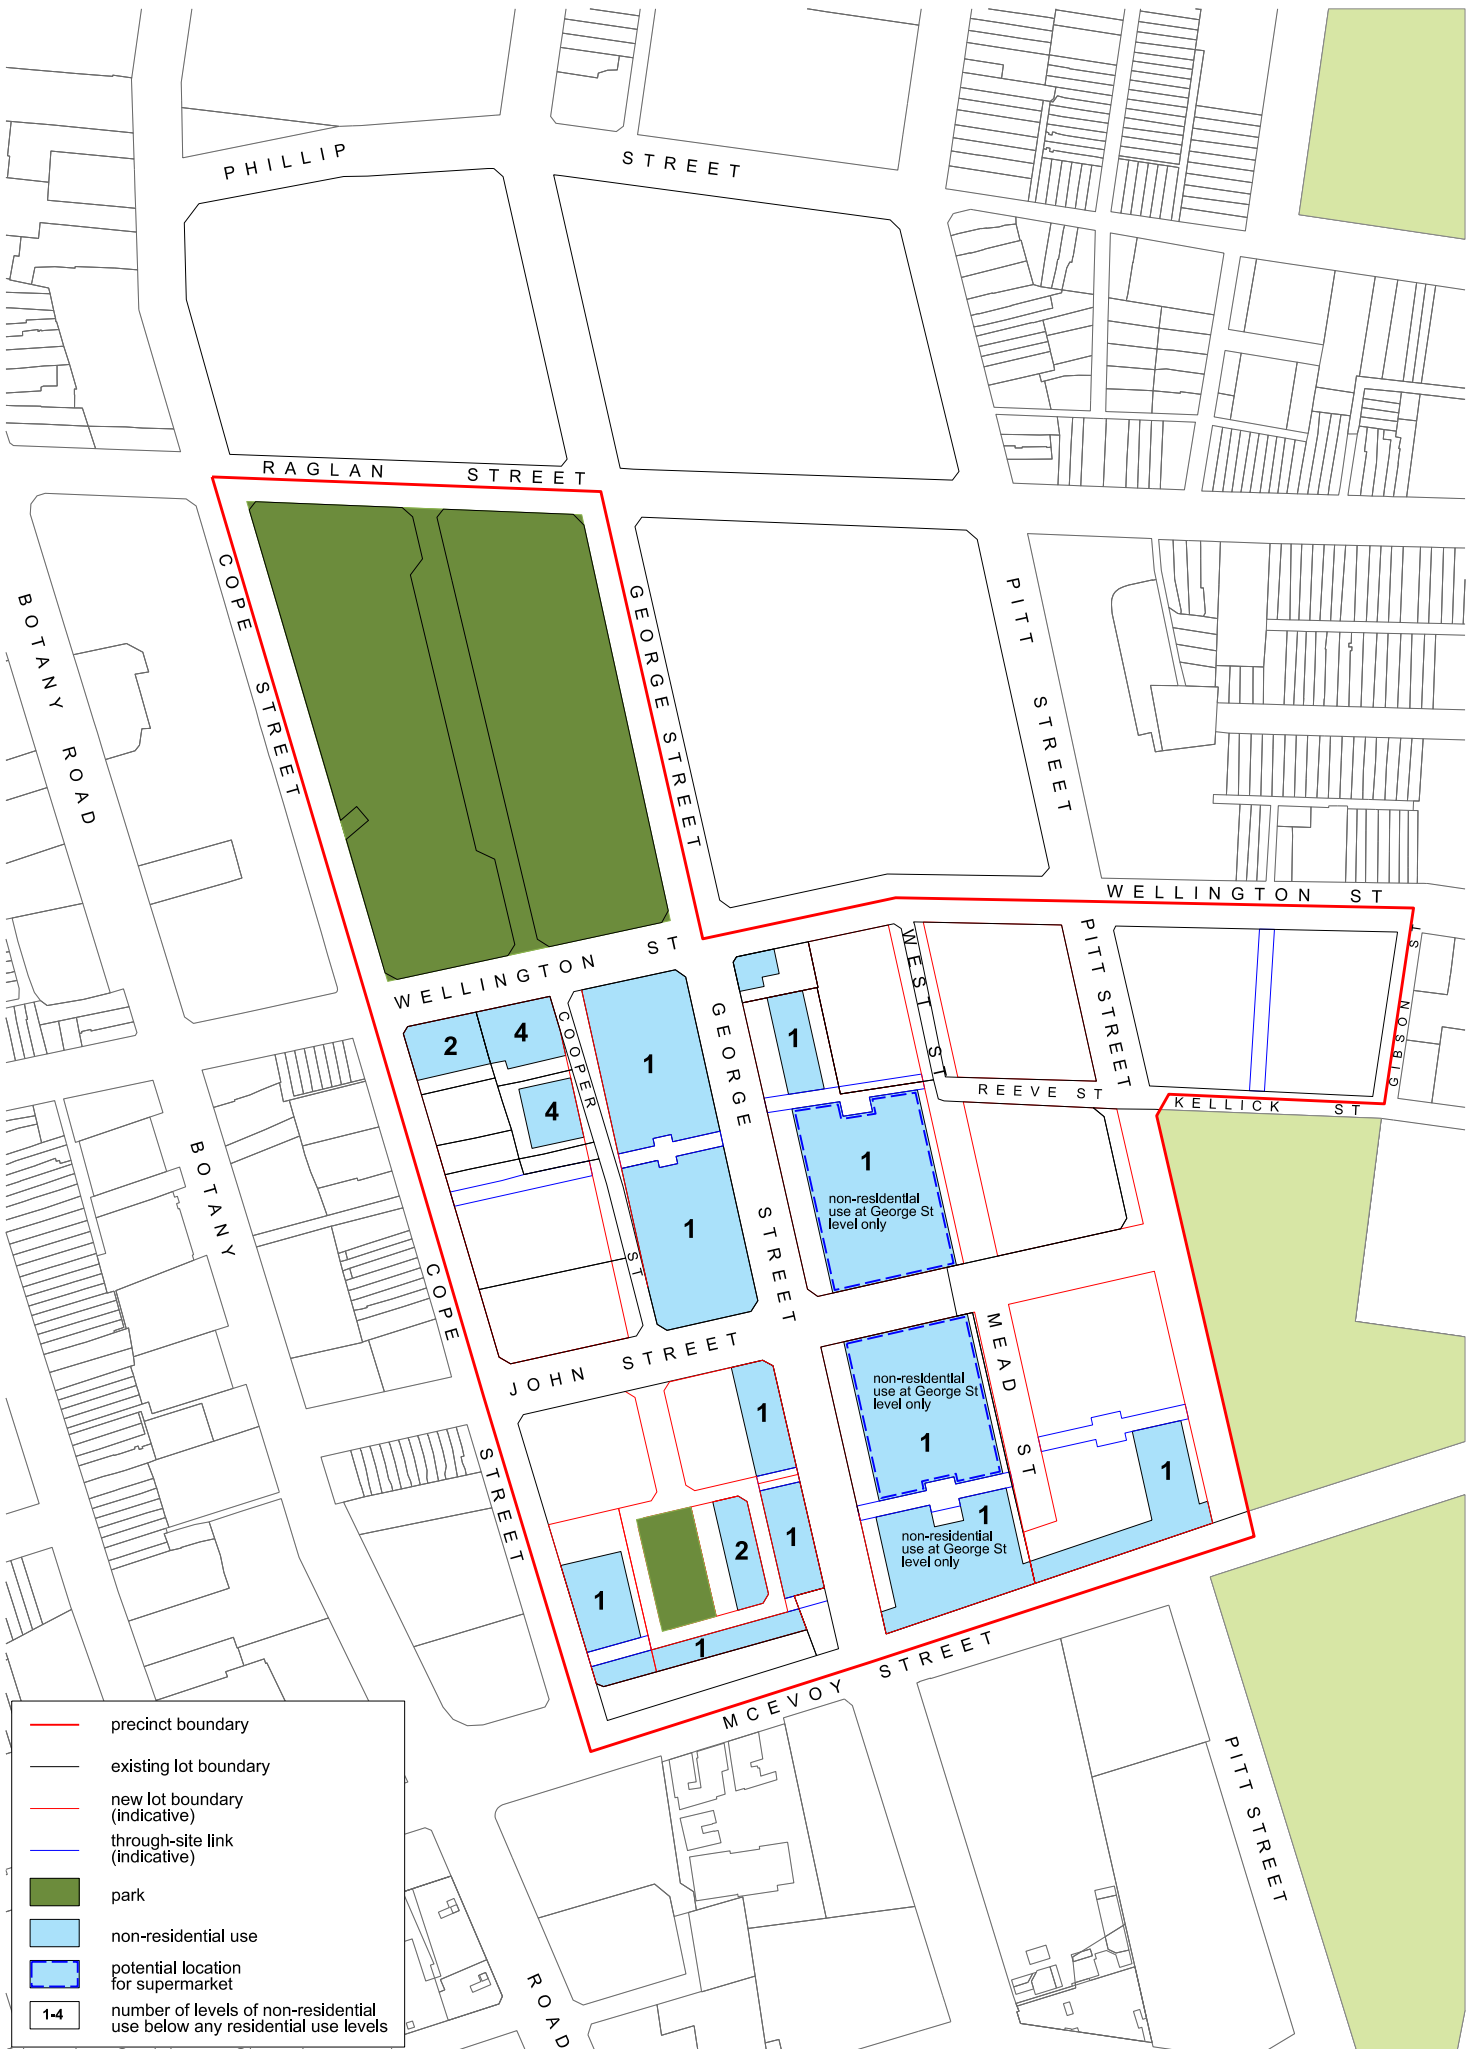 PHILLIP STREET
RAGLAN STREET
COPE STREET
GEORGE STREET
PITT STREET
BOTANY ROAD
WELLINGTON ST
WELLINGTON ST
WEST ST
PITT STREET
GIBSON ST
COOPER ST
GEORGE STREET
2
4
1
1
4
REEVE ST
KELLICK ST
1
non-residential
use at George St
level only
1
BOTANY
COPE STREET
JOHN STREET
MEAD ST
non-residential
use at George St
level only
1
1
1
1
non-residential
use at George St
level only
2
1
1
1
MCEVOY STREET
PITT STREET
ROAD
precinct boundary
existing lot boundary
new lot boundary
(indicative)
through-site link
(indicative)
park
non-residential use
potential location
for supermarket
1-4
number of levels of non-residential
use below any residential use levels